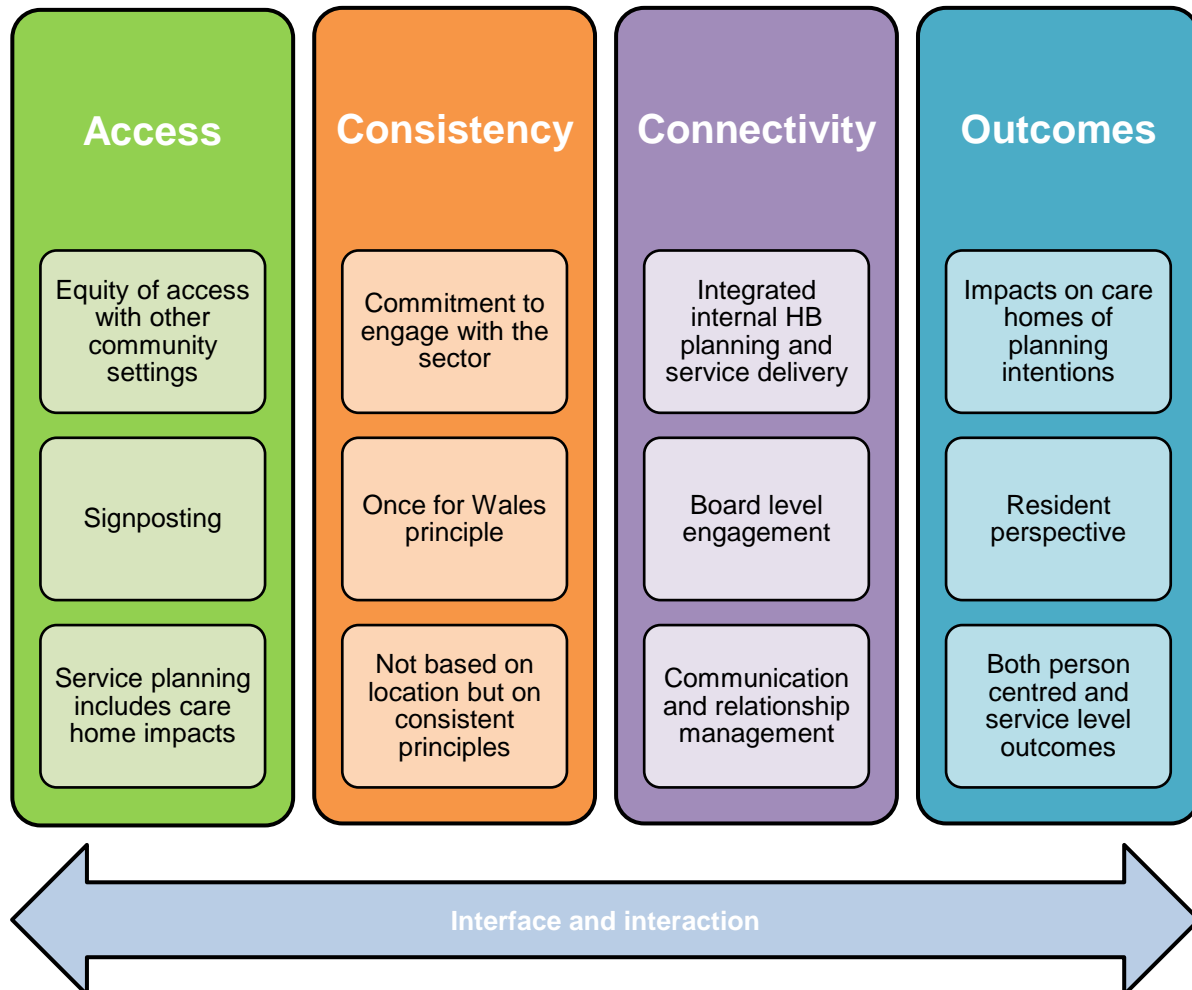 Access
Equity of access
with other
community
settings
Signposting
Service planning
includes care
home impacts
Consistency
Commitment to
engage with the
sector
Once for Wales
principle
Not based on
location but on
consistent
principles
Connectivity
Integrated
internal HB
planning and
service delivery
Board level
engagement
Communication
and relationship
management
Outcomes
Impacts on care
homes of
planning
intentions
Resident
perspective
Both person
centred and
service level
outcomes
Interface and interaction